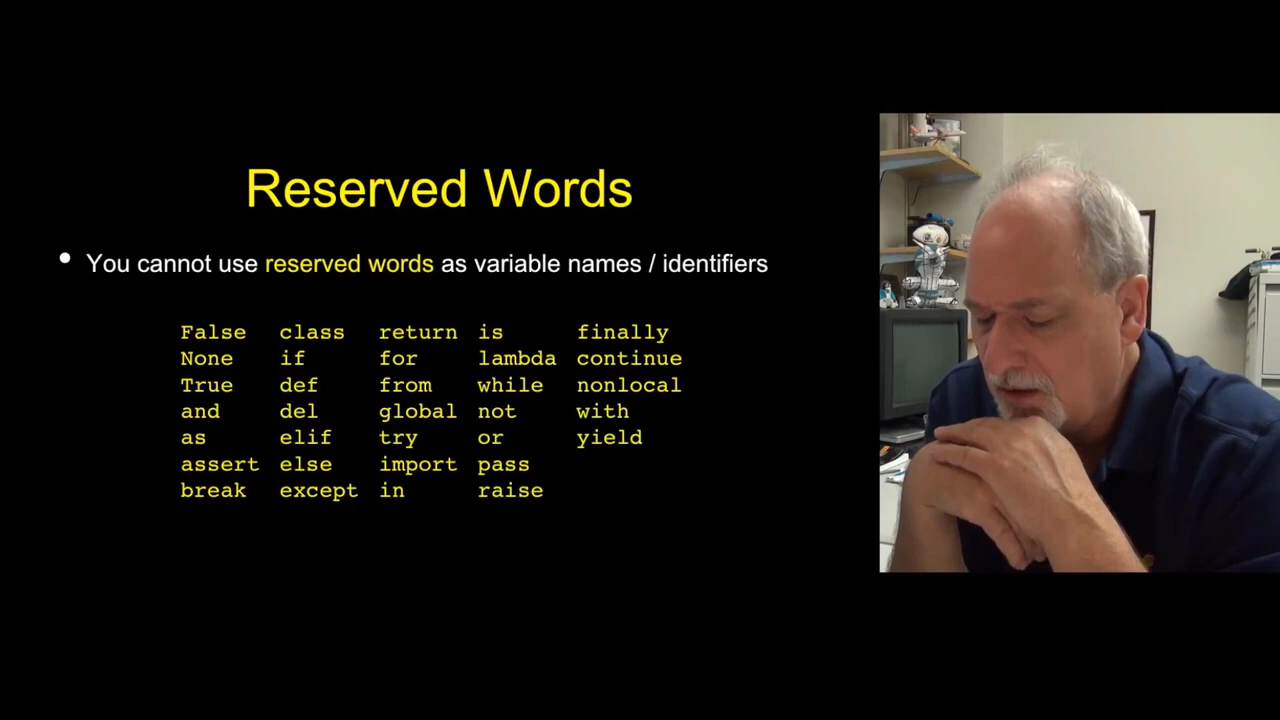 Reserved Words
• You cannot use reserved words as variable names / identifiers
False class return is finally
None if for lambda continue
True def from while nonlocal
and del global not with
as elif try or yield
assert else import pass
break except in raise